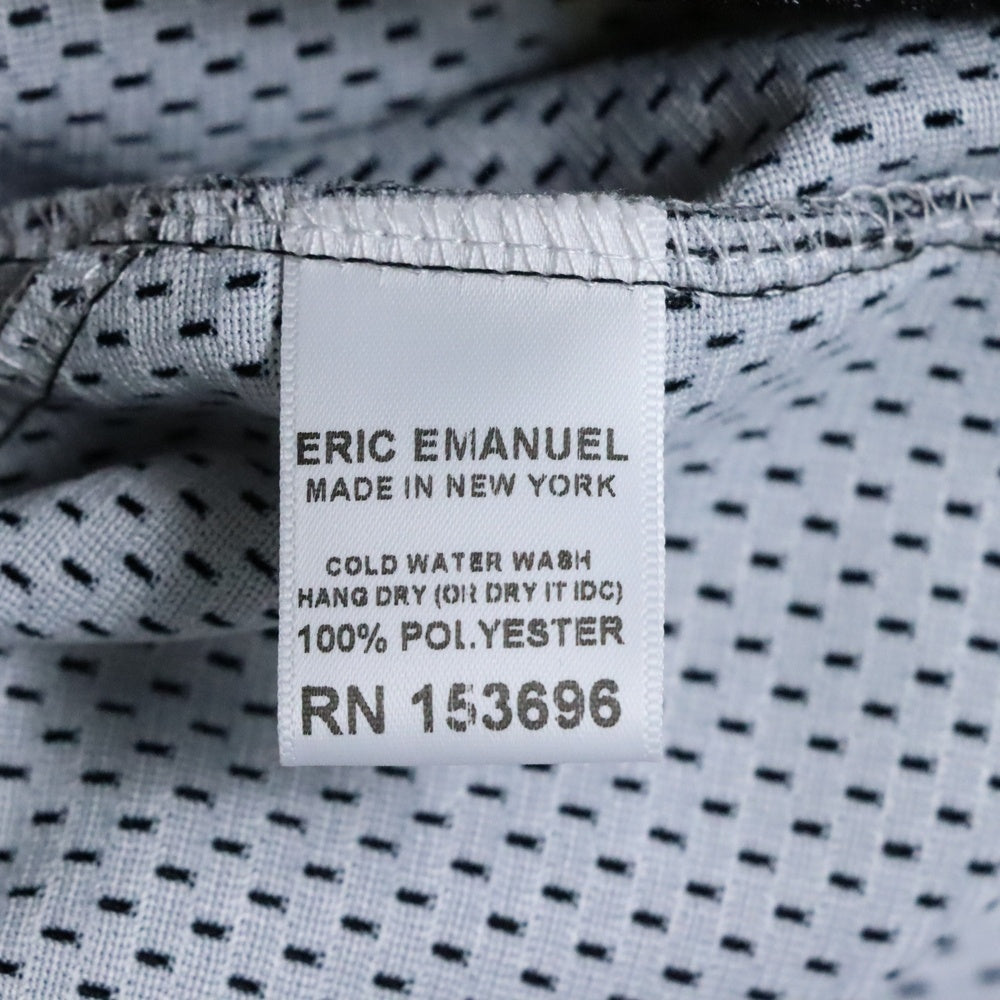 ERIC EMANUEL
MADE IN NEW YORK
COLD WATER WASH
HANG DRY (OR DRY IT IDC)
100% POLYESTER
RN 153696